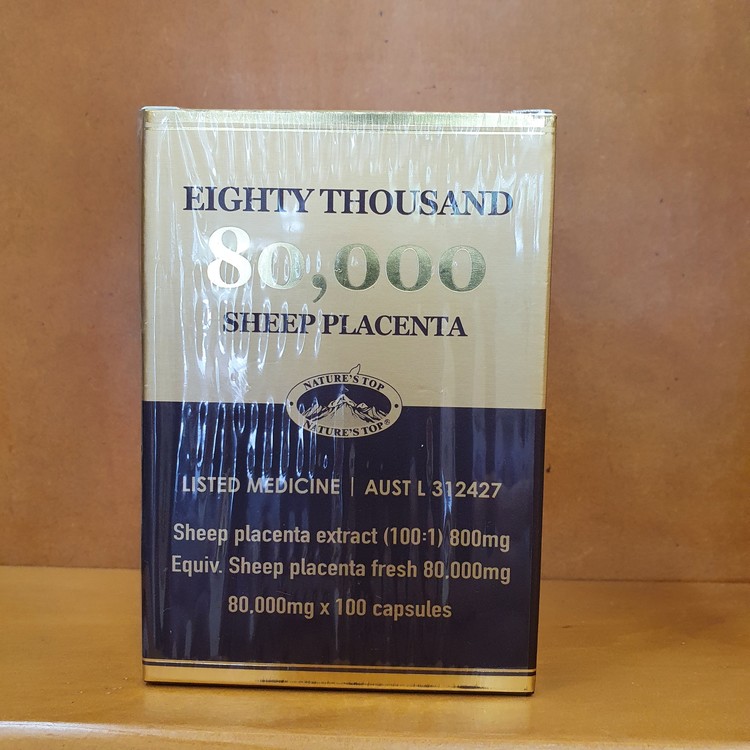 EIGHTY THOUSAND
80,000
SHEEP PLACENTA
NATURE'S TOP
NATURE'S TOP®
LISTED MEDICINE | AUST L 312427
Sheep placenta extract (100:1) 800mg
Equiv. Sheep placenta fresh 80,000mg
80,000mg x 100 capsules